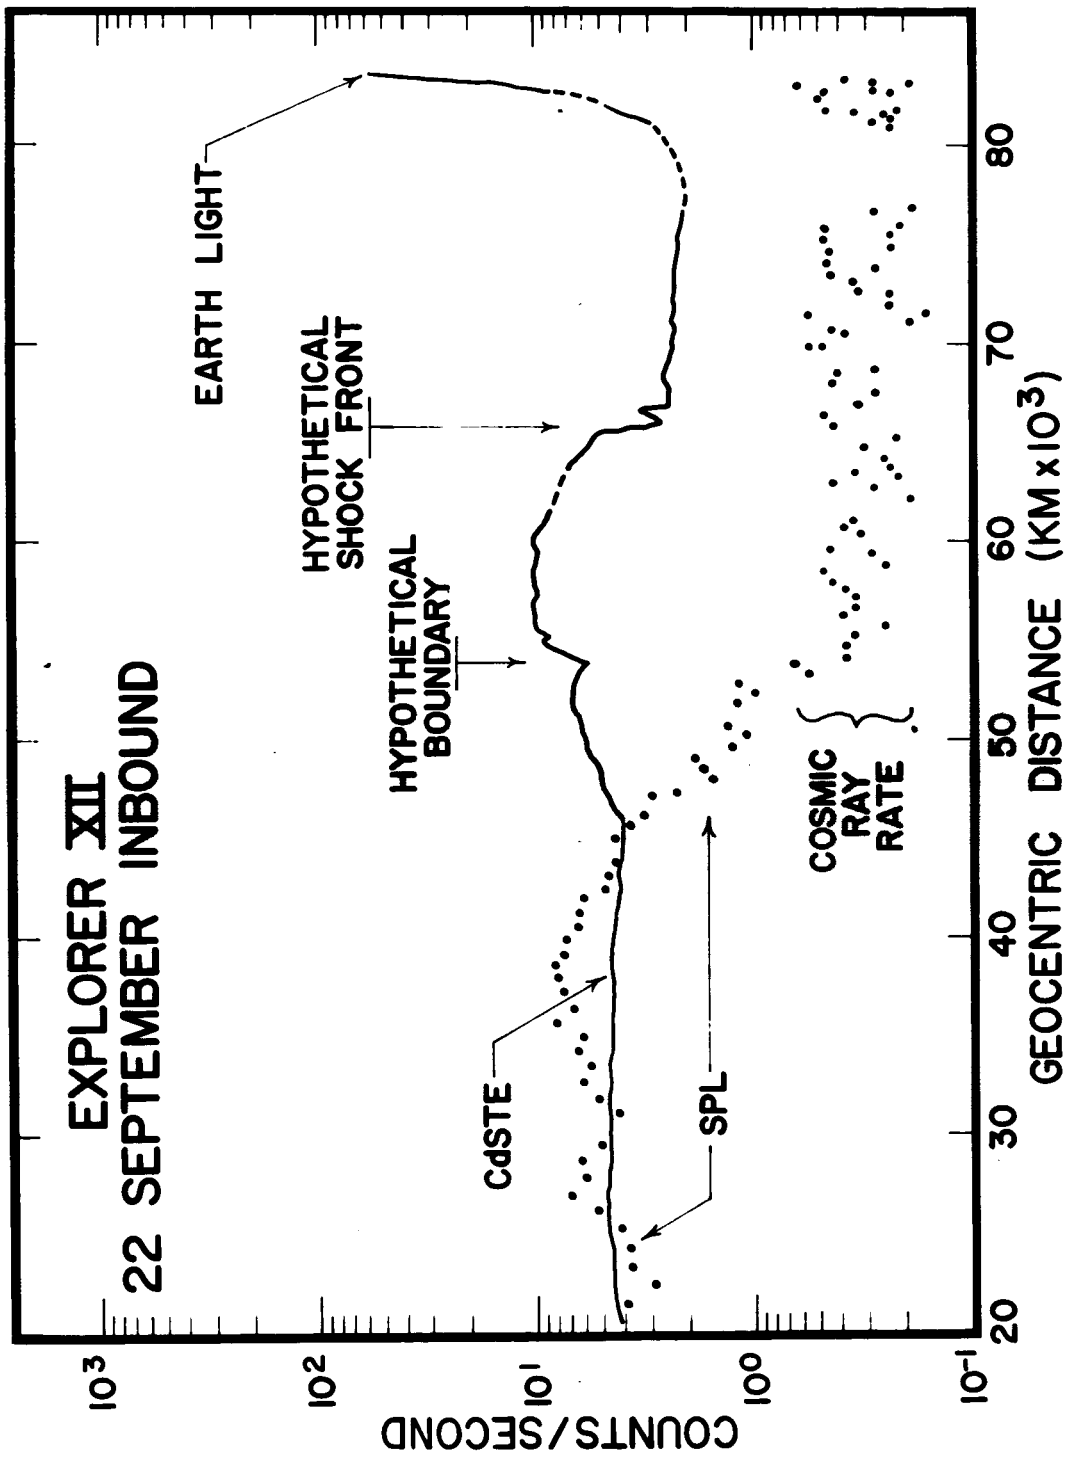 EXPLORER XII
22 SEPTEMBER INBOUND
EARTH LIGHT
HYPOTHETICAL
SHOCK FRONT
HYPOTHETICAL
BOUNDARY
CdSTE
SPL
COSMIC
RAY
RATE
COUNTS/SECOND
10³
10²
10¹
10⁰
10⁻¹
20 30 40 50 60 70 80
GEOCENTRIC DISTANCE (KM x 10³)